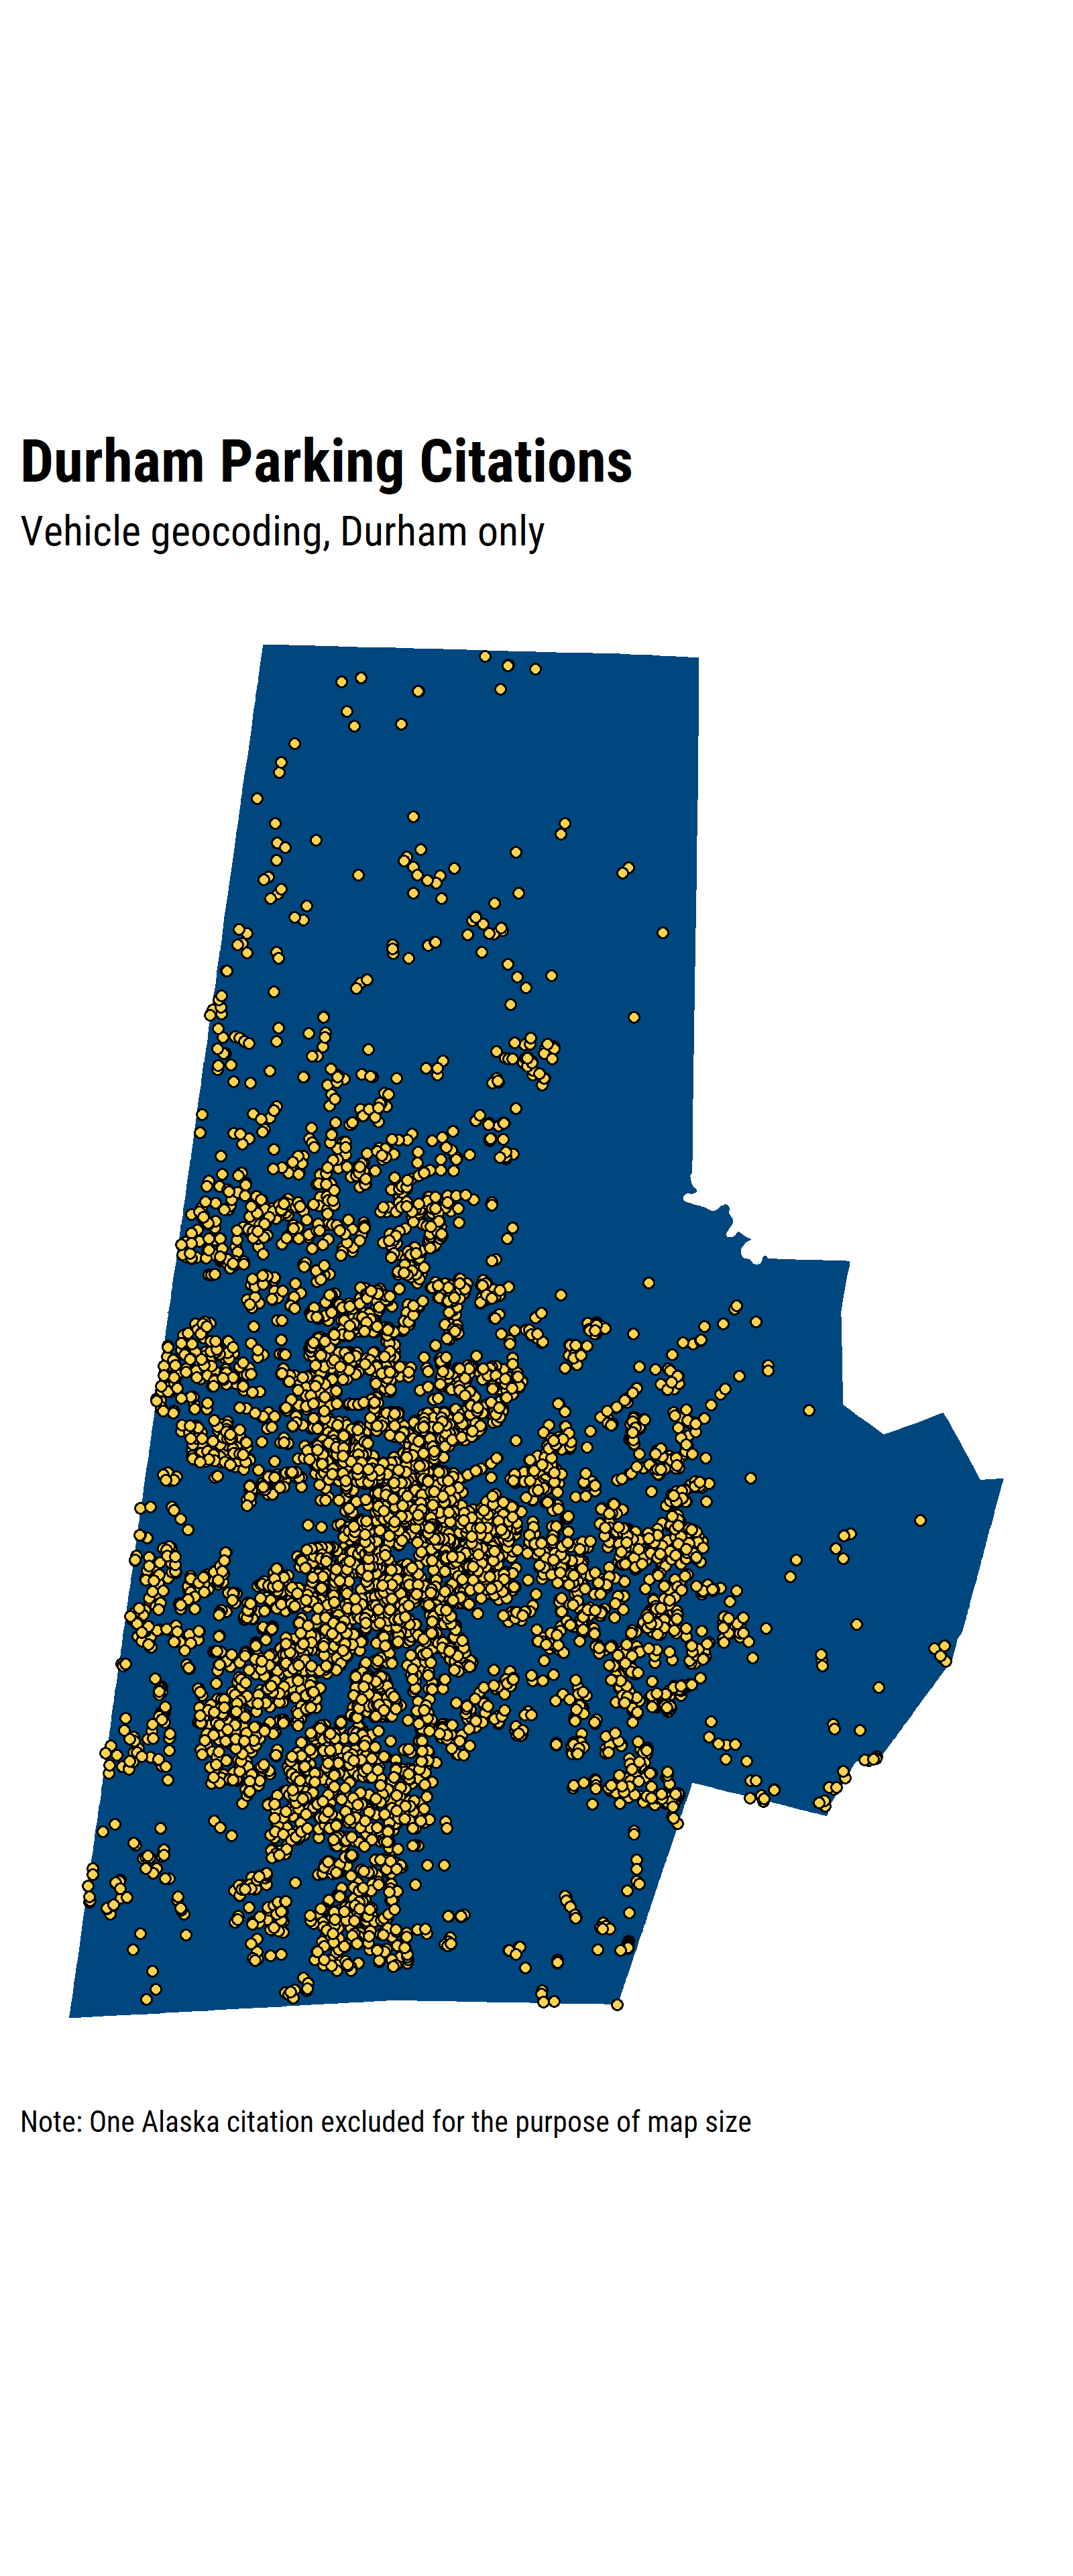 Durham Parking Citations
Vehicle geocoding, Durham only
Note: One Alaska citation excluded for the purpose of map size